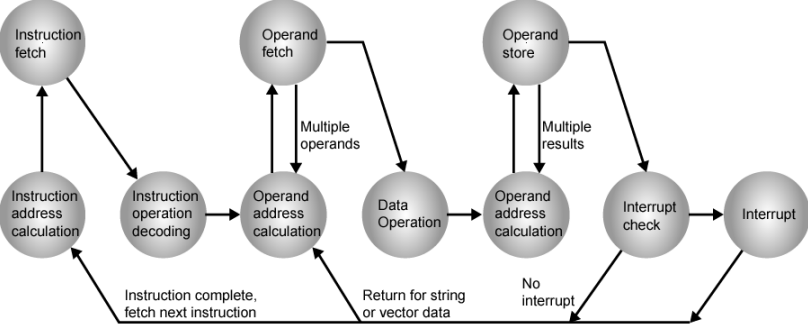 Instruction
fetch
Operand
fetch
Operand
store
Multiple
operands
Multiple
results
Instruction
address
calculation
Instruction
operation
decoding
Operand
address
calculation
Data
Operation
Operand
address
calculation
Interrupt
check
Interrupt
Instruction complete,
fetch next instruction
Return for string
or vector data
No
interrupt